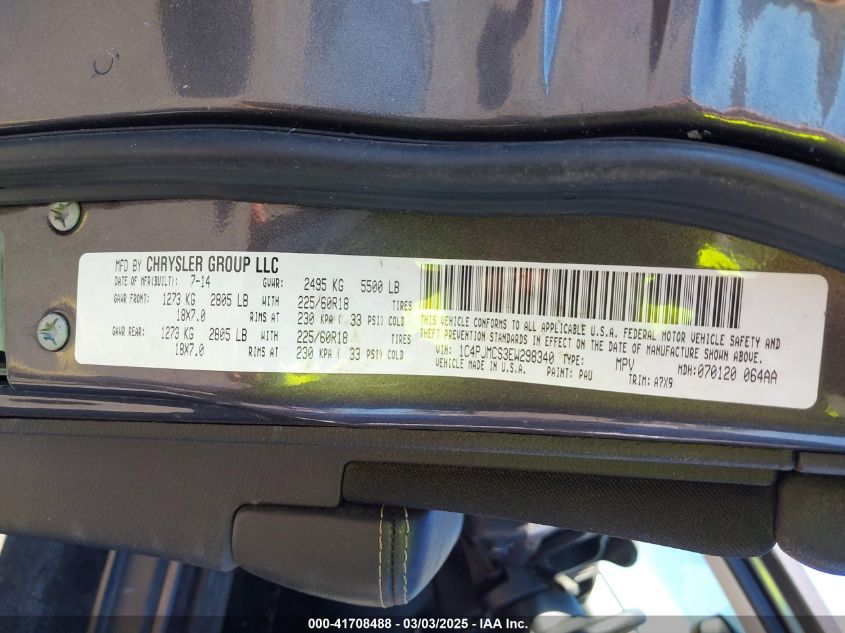 MFD BY CHRYSLER GROUP LLC
DATE OF MFR(BUILT): 7-14 GVWR: 2495 KG 5500 LB
GAWR FRONT: 1273 KG 2805 LB WITH 225/60R18 TIRES
18X7.0 RIMS AT 230 KPA ( 33 PSI) COLD
GAWR REAR: 1273 KG 2805 LB WITH 225/60R18 TIRES
18X7.0 RIMS AT 230 KPA ( 33 PSI) COLD
THIS VEHICLE CONFORMS TO ALL APPLICABLE U.S.A. FEDERAL MOTOR VEHICLE SAFETY AND
THEFT PREVENTION STANDARDS IN EFFECT ON THE DATE OF MANUFACTURE SHOWN ABOVE.
VIN: 1C4PJMCS3EW298340 TYPE: MPV MDH:070120 064AA
VEHICLE MADE IN U.S.A. PAINT: PAU TRIM: A7X9
000-41708488 - 03/03/2025 - IAA Inc.